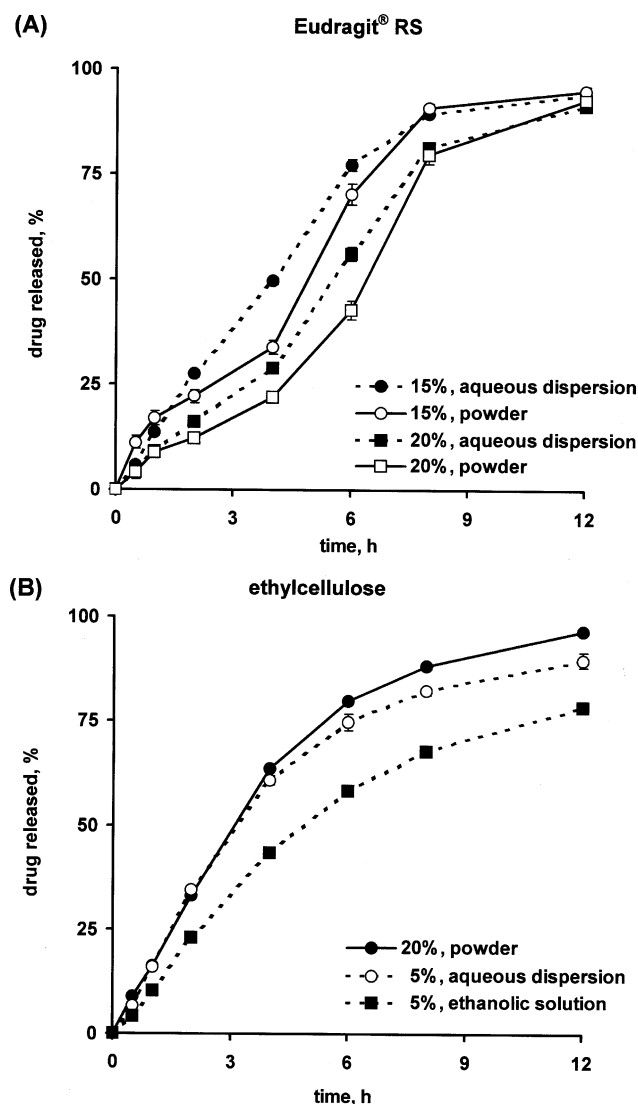 (A)
Eudragit® RS
100
75
50
25
0
drug released, %
15%, aqueous dispersion
15%, powder
20%, aqueous dispersion
20%, powder
0 3 6 9 12
time, h
(B)
ethylcellulose
100
75
50
25
0
drug released, %
20%, powder
5%, aqueous dispersion
5%, ethanolic solution
0 3 6 9 12
time, h